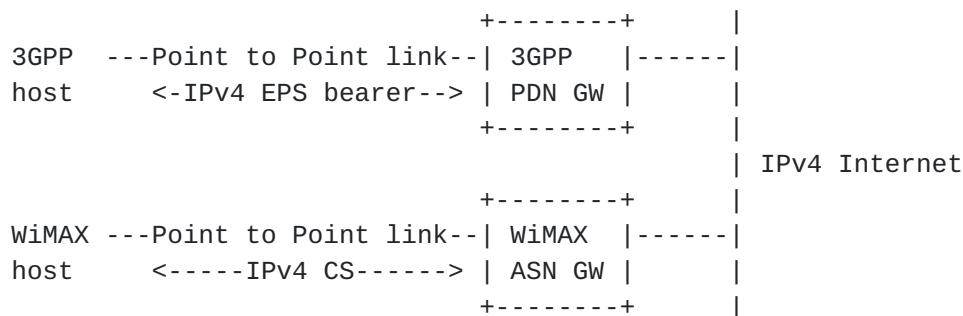 +--------+      |
3GPP  ---Point to Point link--| 3GPP   |------|
host     <-IPv4 EPS bearer--> | PDN GW |      |
                              +--------+      |
                                              | IPv4 Internet
                              +--------+      |
WiMAX ---Point to Point link--| WiMAX  |------|
host     <-----IPv4 CS------> | ASN GW |      |
                              +--------+      |